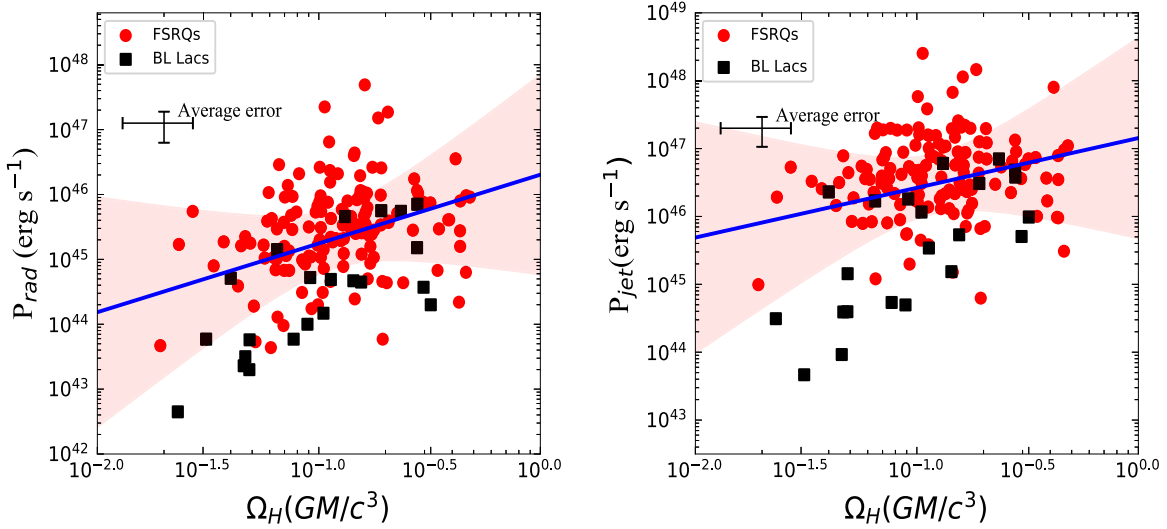 FSRQs
BL Lacs
Average error
10^48
10^47
10^46
10^45
10^44
10^43
10^42
P_rad (erg s^−1)
10^−2.0 10^−1.5 10^−1.0 10^−0.5 10^0.0
Ω_H(GM/c^3)
FSRQs
BL Lacs
Average error
10^49
10^48
10^47
10^46
10^45
10^44
10^43
P_jet(erg s^−1)
10^−2.0 10^−1.5 10^−1.0 10^−0.5 10^0.0
Ω_H(GM/c^3)